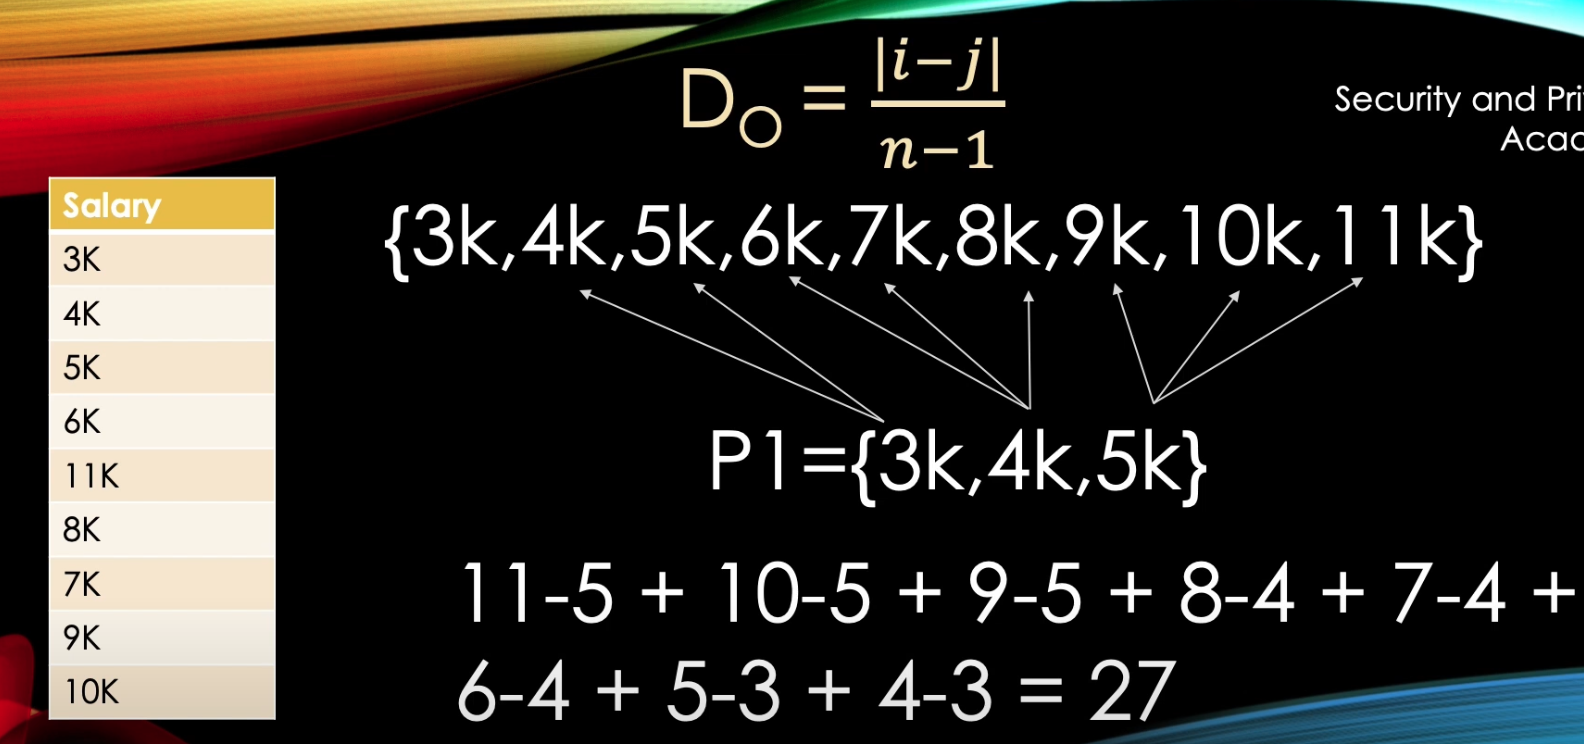 D_O = |i−j| / n−1
Security and Pri
Acad
Salary
3K
4K
5K
6K
11K
8K
7K
9K
10K
{3k,4k,5k,6k,7k,8k,9k,10k,11k}
P1={3k,4k,5k}
11-5 + 10-5 + 9-5 + 8-4 + 7-4 +
6-4 + 5-3 + 4-3 = 27